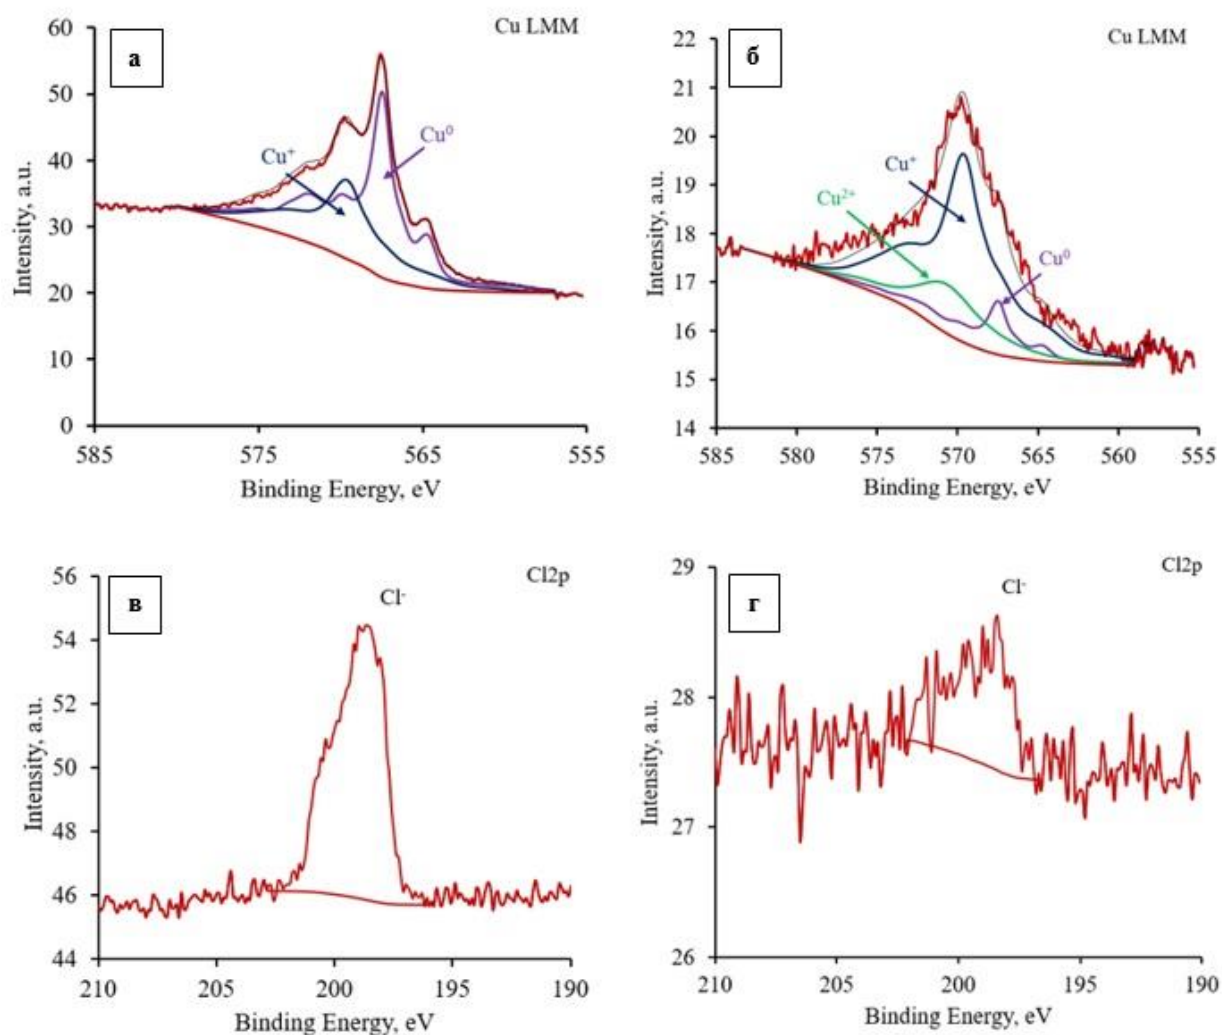 60
50
40
30
20
10
0
585
575
565
555
Intensity, a.u.
Binding Energy, eV
Cu LMM
а
Cu⁺
Cu⁰
22
21
20
19
18
17
16
15
14
585
580
575
570
565
560
555
Intensity, a.u.
Binding Energy, eV
Cu LMM
б
Cu⁺
Cu²⁺
Cu⁰
56
54
52
50
48
46
44
210
205
200
195
190
Intensity, a.u.
Binding Energy, eV
Cl2p
в
Cl⁻
29
28
27
26
210
205
200
195
190
Intensity, a.u.
Binding Energy, eV
Cl2p
г
Cl⁻